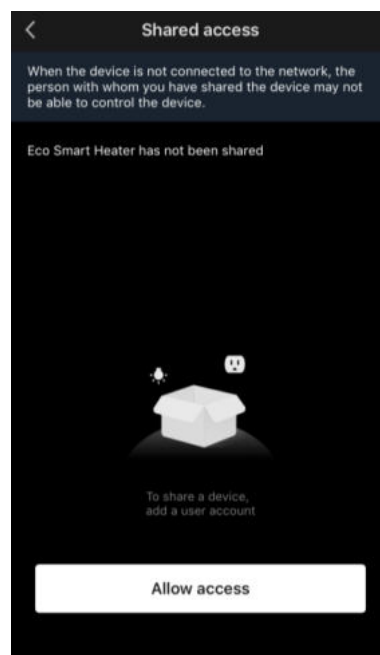 Shared access
When the device is not connected to the network, the
person with whom you have shared the device may not
be able to control the device.
Eco Smart Heater has not been shared
To share a device,
add a user account
Allow access